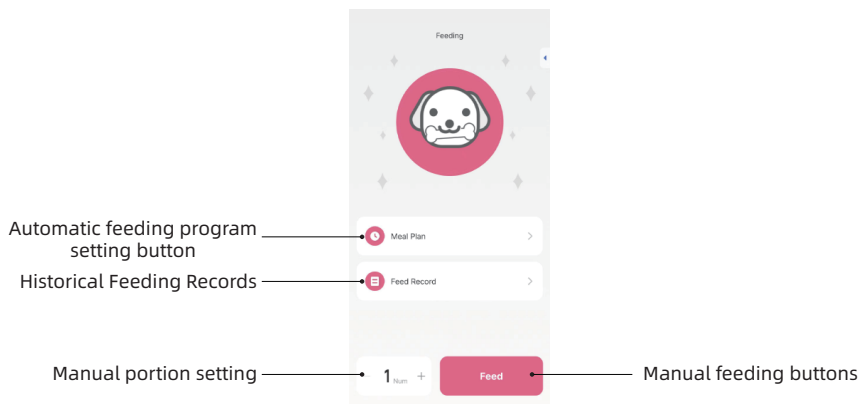 Feeding
Automatic feeding program
setting button
Meal Plan
Historical Feeding Records
Feed Record
Manual portion setting
- 1 Num +
Feed
Manual feeding buttons